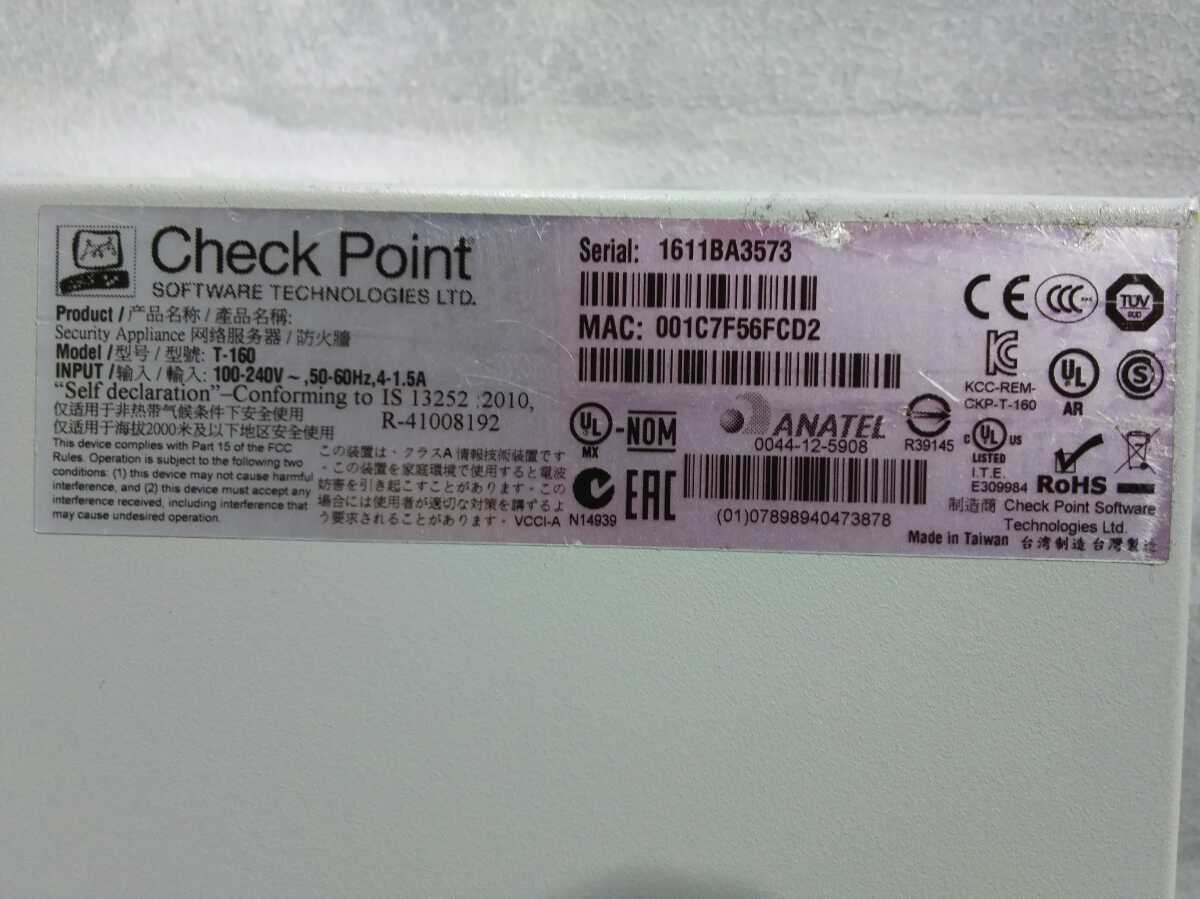 Check Point
SOFTWARE TECHNOLOGIES LTD.
Product / 产品名称 / 產品名稱:
Security Appliance 网络服务器 / 防火牆
Model / 型号 / 型號: T-160
INPUT / 输入 / 輸入: 100-240V ~ ,50-60Hz,4-1.5A
“Self declaration”–Conforming to IS 13252 :2010,
R-41008192
仅适用于非热带气候条件下安全使用
仅适用于海拔2000米及以下地区安全使用
This device complies with Part 15 of the FCC
Rules. Operation is subject to the following two
conditions: (1) this device may not cause harmful
interference, and (2) this device must accept any
interference received, including interference that
may cause undesired operation.
この装置は、クラスA 情報技術装置です
。この装置を家庭環境で使用すると電波
妨害を引き起こすことがあります。この
場合には使用者が適切な対策を講ずるよ
う要求されることがあります。 VCCI-A
Serial: 1611BA3573
MAC: 001C7F56FCD2
UL
MX
-NOM
N14939
EAC
ANATEL
0044-12-5908
(01)07898940473878
R39145
CE
CCC
TÜV
SUD
KCC-REM-
CKP-T-160
UL
AR
S
c UL US
LISTED
I.T.E.
E309984
RoHS
制造商 Check Point Software
Technologies Ltd.
Made in Taiwan 台湾制造 台灣製造